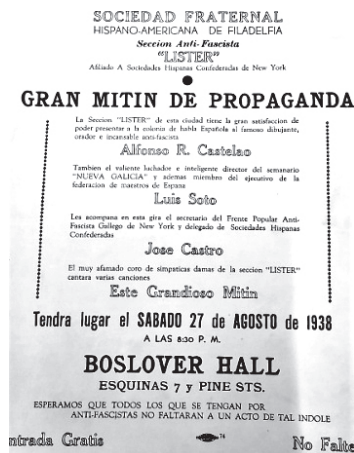 SOCIEDAD FRATERNAL
HISPANO-AMERICANA DE FILADELFIA
Seccion Anti-Fascista
"LISTER"
Afiliado A Sociedades Hispanas Confederadas de New York
GRAN MITIN DE PROPAGANDA
La Seccion "LISTER" de esta ciudad tiene la gran satisfaccion de
poder presentar a la colonia de habla Española al famoso dibujante,
orador e incansable anti-fascista
Alfonso R. Castelao
Tambien el valiente luchador e inteligente director del semanario
"NUEVA GALICIA" y ademas miembro del ejecutivo de la
federacion de maestros de Espana
Luis Soto
Les acompana en esta gira el secretario del Frente Popular Anti-
Fascista Gallego de New York y delegado de Sociedades Hispanas
Confederadas
Jose Castro
El muy afamado coro de simpaticas damas de la seccion "LISTER"
cantara varias canciones
Este Grandioso Mitin
Tendra lugar el SABADO 27 de AGOSTO de 1938
A LAS 8:30 P. M.
BOSLOVER HALL
ESQUINAS 7 y PINE STS.
ESPERAMOS QUE TODOS LOS QUE SE TENGAN POR
ANTI-FASCISTAS NO FALTARAN A UN ACTO DE TAL INDOLE
ntrada Gratis No Falte